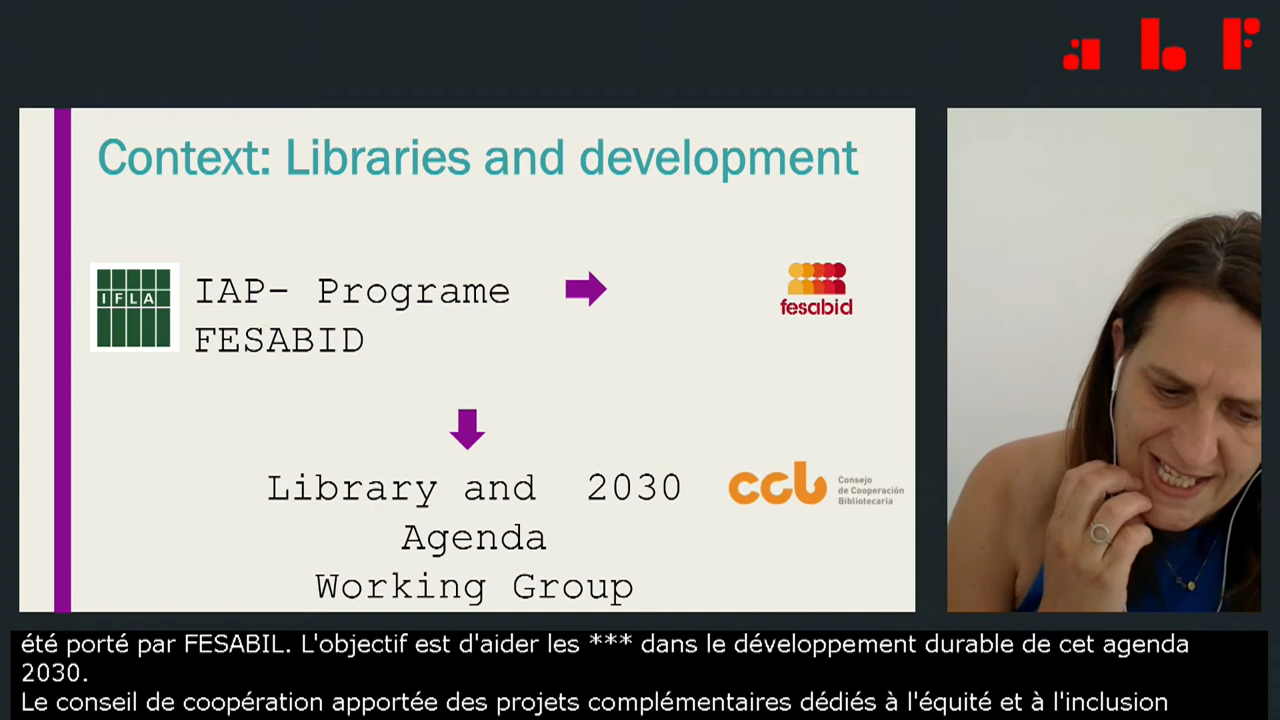 abf
Context: Libraries and development
IFLA
IAP- Programe
FESABID
fesabid
Library and 2030
Agenda
Working Group
ccb
Consejo
de Cooperación
Bibliotecaria
été porté par FESABIL. L'objectif est d'aider les *** dans le développement durable de cet agenda
2030.
Le conseil de coopération apportée des projets complémentaires dédiés à l'équité et à l'inclusion